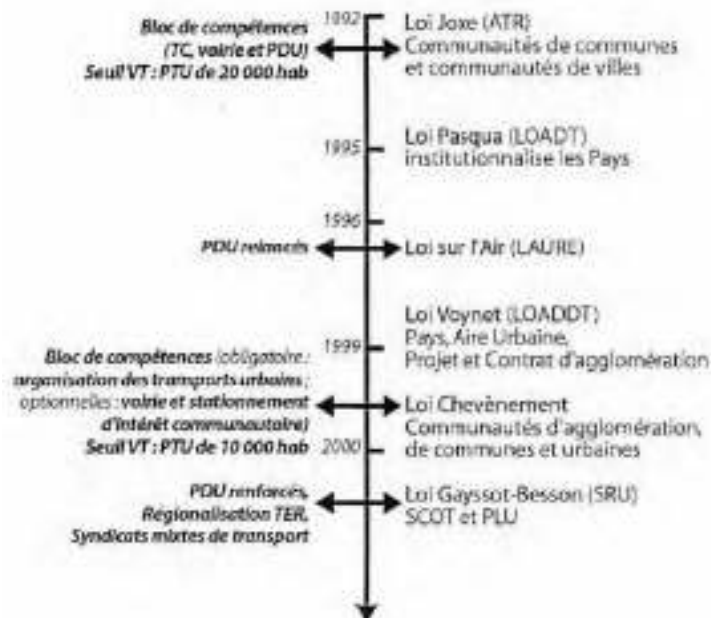 1992
Loi Joxe (ATR)
Communautés de communes
et communautés de villes
Bloc de compétences
(TC, voirie et PDU)
Seuil VT : PTU de 20 000 hab
1995
Loi Pasqua (LOADT)
institutionnalise les Pays
1996
PDU relancés
Loi sur l'Air (LAURE)
1999
Loi Voynet (LOADDT)
Pays, Aire Urbaine,
Projet et Contrat d'agglomération
Bloc de compétences (obligatoire :
organisation des transports urbains ;
optionnelles : voirie et stationnement
d'intérêt communautaire)
Seuil VT : PTU de 10 000 hab
Loi Chevènement
Communautés d'agglomération,
de communes et urbaines
2000
PDU renforcés,
Régionalisation TER,
Syndicats mixtes de transport
Loi Gayssot-Besson (SRU)
SCOT et PLU